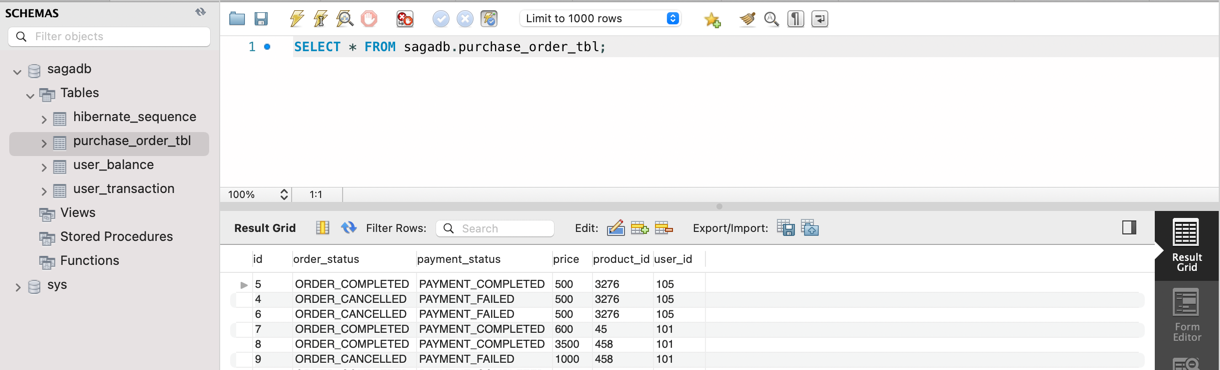 SCHEMAS
Filter objects
sagadb
Tables
hibernate_sequence
purchase_order_tbl
user_balance
user_transaction
Views
Stored Procedures
Functions
sys
Limit to 1000 rows
1 SELECT * FROM sagadb.purchase_order_tbl;
100% 1:1
Result Grid Filter Rows: Search Edit: Export/Import:
id order_status payment_status price product_id user_id
5 ORDER_COMPLETED PAYMENT_COMPLETED 500 3276 105
4 ORDER_CANCELLED PAYMENT_FAILED 500 3276 105
6 ORDER_CANCELLED PAYMENT_FAILED 500 3276 105
7 ORDER_COMPLETED PAYMENT_COMPLETED 600 45 101
8 ORDER_COMPLETED PAYMENT_COMPLETED 3500 458 101
9 ORDER_CANCELLED PAYMENT_FAILED 1000 458 101
Result
Grid
Form
Editor